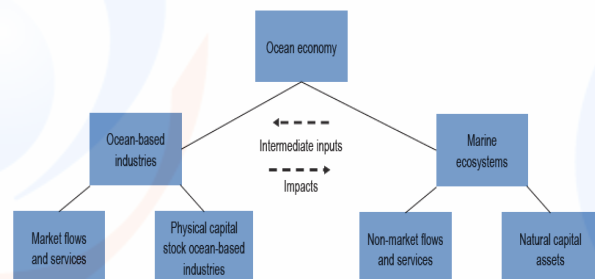 Ocean economy
Ocean-based
industries
Intermediate inputs
Impacts
Marine
ecosystems
Market flows
and services
Physical capital
stock ocean-based
industries
Non-market flows
and services
Natural capital
assets